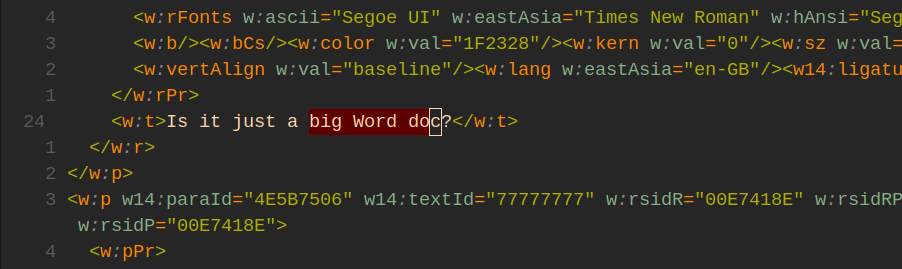 4 <w:rFonts w:ascii="Segoe UI" w:eastAsia="Times New Roman" w:hAnsi="Seg
3 <w:b/><w:bCs/><w:color w:val="1F2328"/><w:kern w:val="0"/><w:sz w:val=
2 <w:vertAlign w:val="baseline"/><w:lang w:eastAsia="en-GB"/><w14:ligatu
1 </w:rPr>
24 <w:t>Is it just a big Word doc?</w:t>
1 </w:r>
2 </w:p>
3 <w:p w14:paraId="4E5B7506" w14:textId="77777777" w:rsidR="00E7418E" w:rsidRP
w:rsidP="00E7418E">
4 <w:pPr>